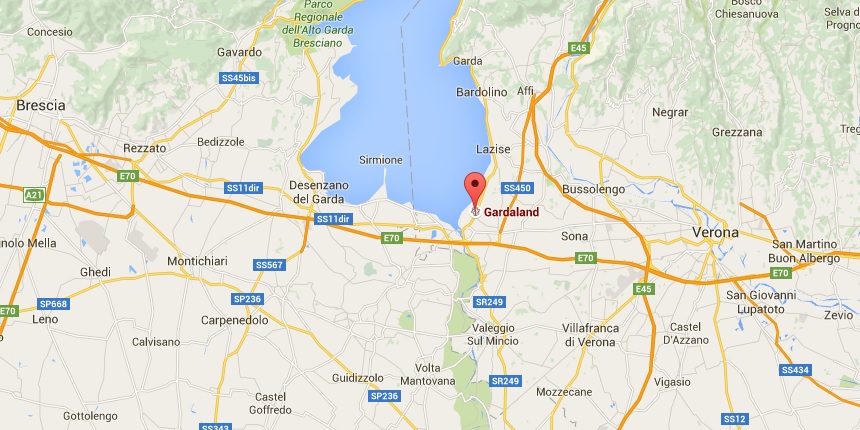 Parco
Regionale
dell'Alto Garda
Bresciano
Bosco
Chiesanuova
Selva d
Progno
Concesio
Gavardo
E45
Garda
SS45bis
Bardolino
Affi
Brescia
Negrar
Grezzana
Treg
Rezzato
Bedizzole
Lazise
Sirmione
E70
SS11dir
Desenzano
del Garda
SS450
Bussolengo
A21
Gardaland
SS11dir
E70
Sona
Verona
gnolo Mella
San Martino
Buon Albergo
Ghedi
Montichiari
SS567
E70
E70
E45
E70
SP668
Leno
SP236
SR249
San Giovanni
Lupatoto
Carpenedolo
Zevio
Calvisano
Valeggio
Sul Mincio
Villafranca
di Verona
Castel
D'Azzano
Guidizzolo
Volta
Mantovana
SR249
Vigasio
SS434
Castel
Goffredo
SP236
Mozzecane
Gottolengo
SS343
SS12